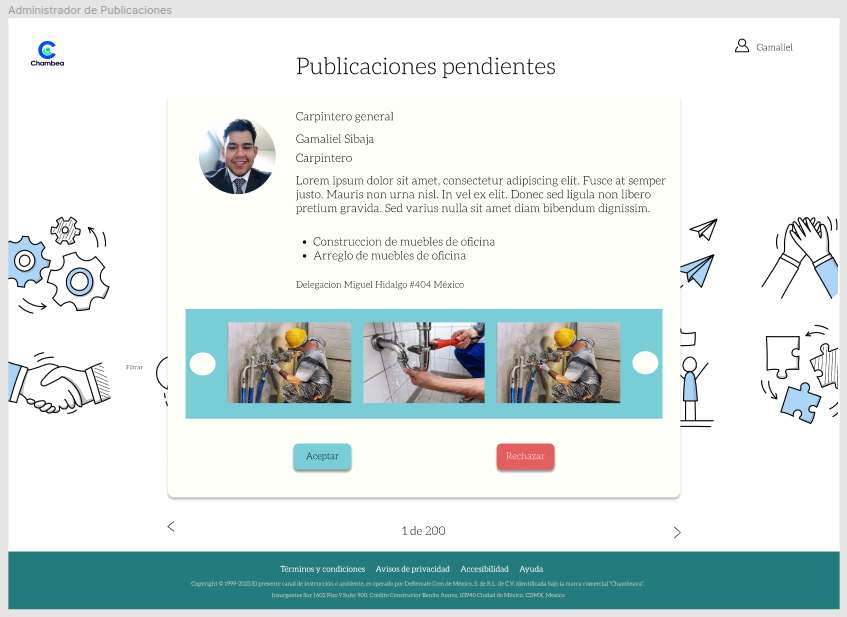 Administrador de Publicaciones
Chambea
Gamaliel
Publicaciones pendientes
Carpintero general
Gamaliel Sibaja
Carpintero
Lorem ipsum dolor sit amet, consectetur adipiscing elit. Fusce at semper
justo. Mauris non urna nisl. In vel ex elit. Donec sed ligula non libero
pretium gravida. Sed varius nulla sit amet diam bibendum dignissim.
Construccion de muebles de oficina
Arreglo de muebles de oficina
Delegacion Miguel Hidalgo #404 México
Filtrar
Aceptar
Rechazar
<
1 de 200
>
Términos y condiciones Avisos de privacidad Accesibilidad Ayuda
Copyright © 1999-2023 El presente canal de instrucción o ambiente, es operado por DeRemate.Com de México, S. de R.L. de C.V. identificada bajo la marca comercial "Chambeara".
Insurgentes Sur 1602 Piso 9 Suite 900, Crédito Constructor Benito Juarez, 03940 Ciudad de México, CDMX, Mexico